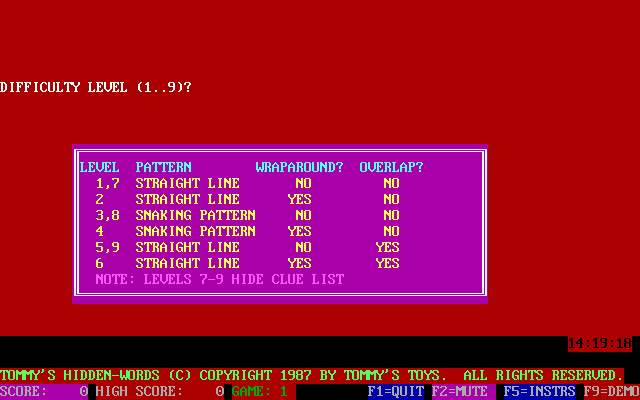 DIFFICULTY LEVEL (1..9)?
LEVEL PATTERN WRAPAROUND? OVERLAP?
1,7 STRAIGHT LINE NO NO
2 STRAIGHT LINE YES NO
3,8 SNAKING PATTERN NO NO
4 SNAKING PATTERN YES NO
5,9 STRAIGHT LINE NO YES
6 STRAIGHT LINE YES YES
NOTE: LEVELS 7-9 HIDE CLUE LIST
14:19:18
TOMMY'S HIDDEN-WORDS (C) COPYRIGHT 1987 BY TOMMY'S TOYS. ALL RIGHTS RESERVED.
SCORE: 0 HIGH SCORE: 0 GAME: 1 F1=QUIT F2=MUTE F5=INSTRS F9=DEMO